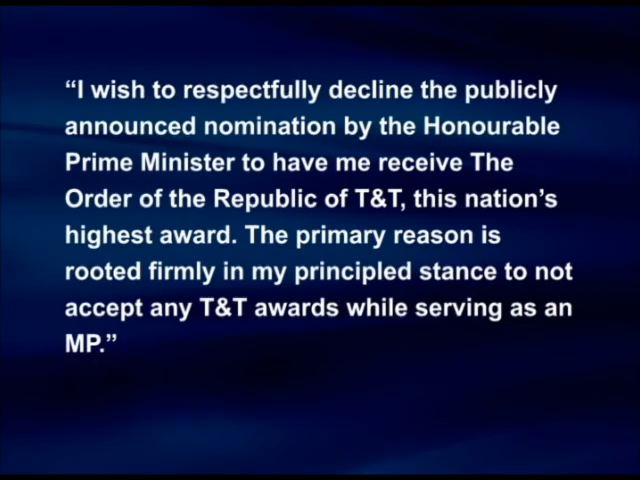 “I wish to respectfully decline the publicly
announced nomination by the Honourable
Prime Minister to have me receive The
Order of the Republic of T&T, this nation’s
highest award. The primary reason is
rooted firmly in my principled stance to not
accept any T&T awards while serving as an
MP.”